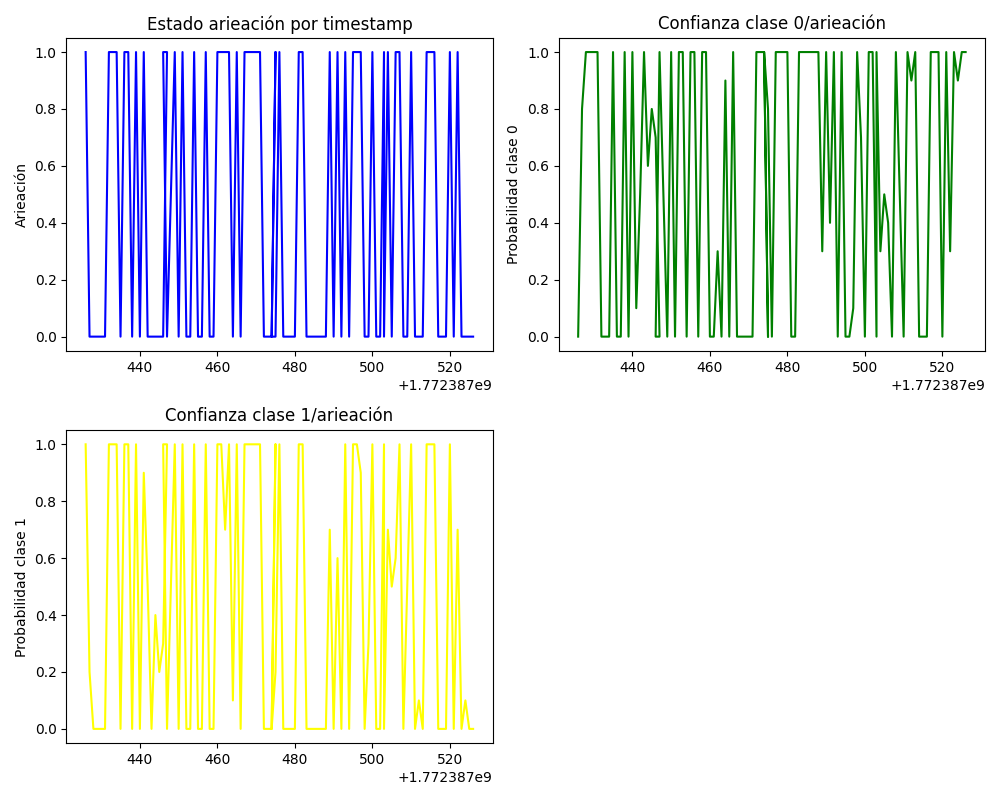 Estado arieación por timestamp
Arieación
1.0
0.8
0.6
0.4
0.2
0.0
440 460 480 500 520
+1.772387e9
Confianza clase 0/arieación
Probabilidad clase 0
1.0
0.8
0.6
0.4
0.2
0.0
440 460 480 500 520
+1.772387e9
Confianza clase 1/arieación
Probabilidad clase 1
1.0
0.8
0.6
0.4
0.2
0.0
440 460 480 500 520
+1.772387e9